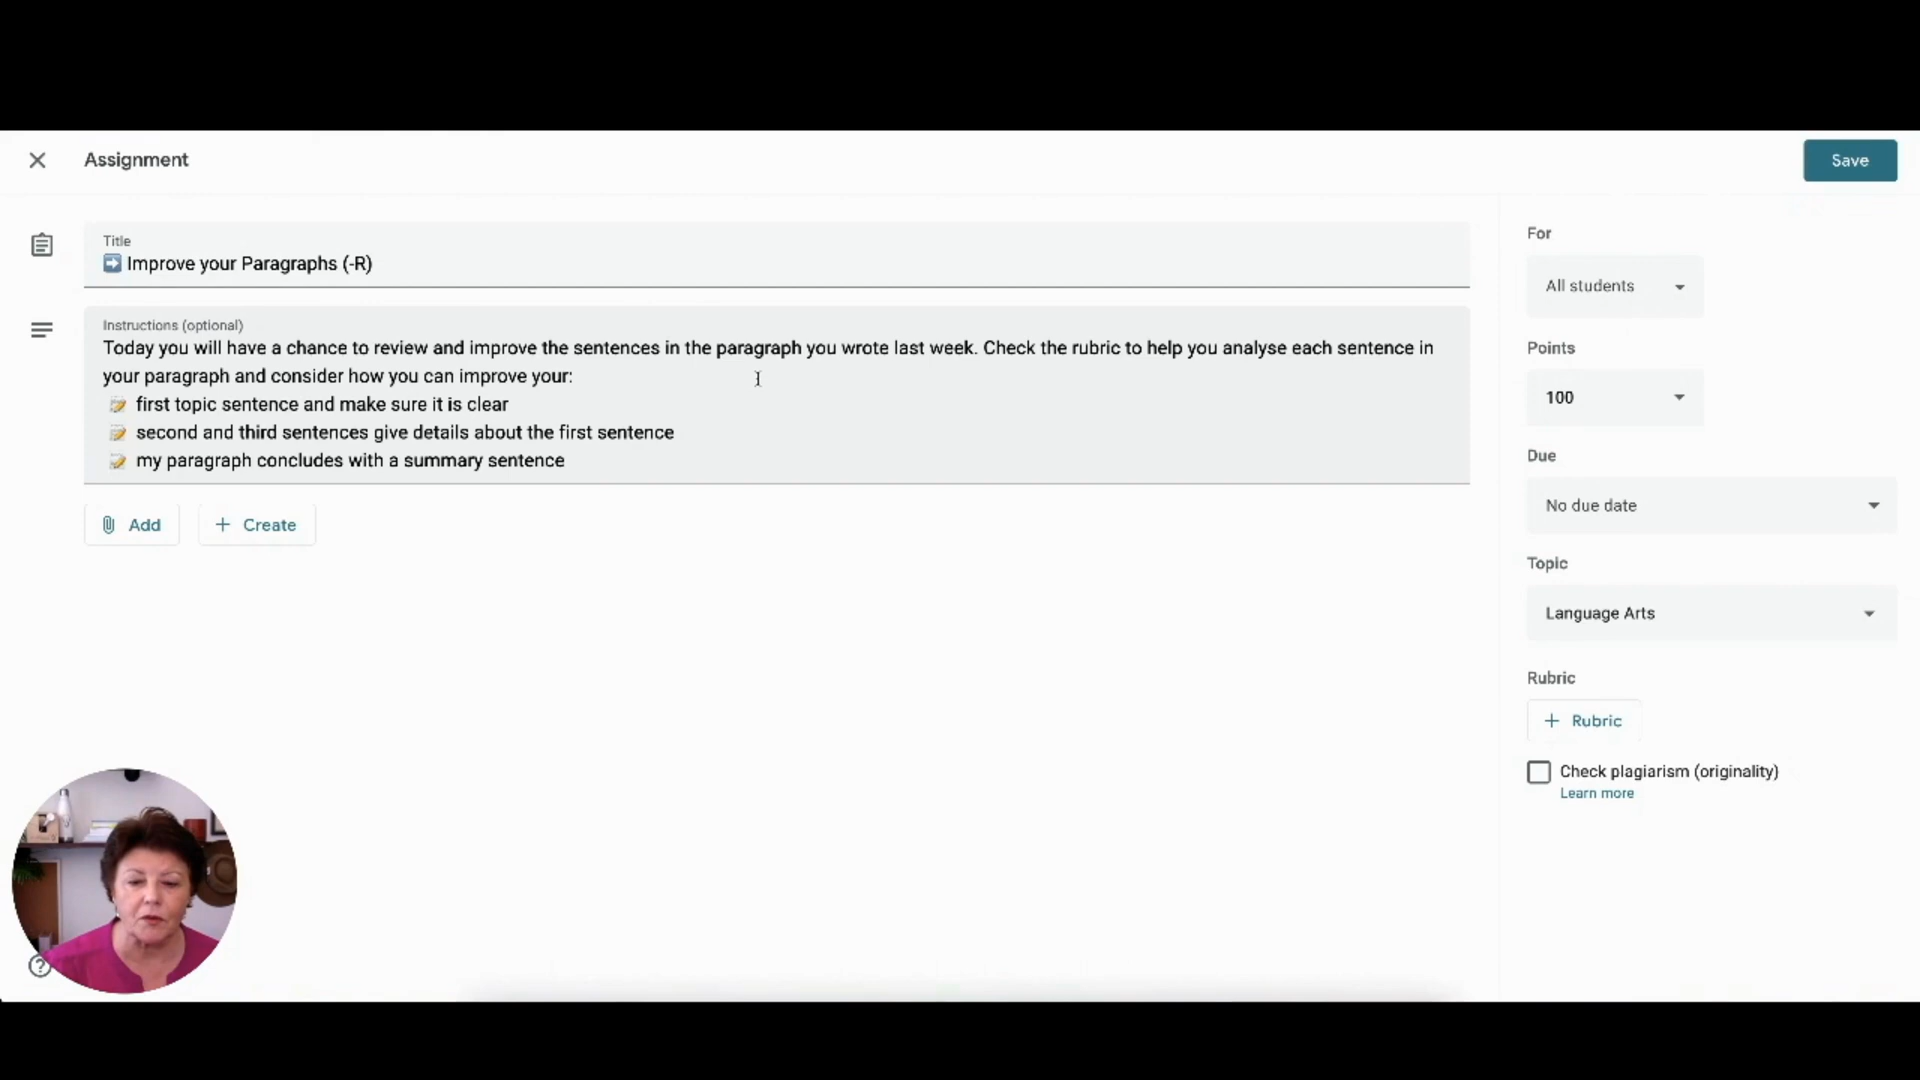 Assignment
Save
Title
➡️ Improve your Paragraphs (-R)
Instructions (optional)
Today you will have a chance to review and improve the sentences in the paragraph you wrote last week. Check the rubric to help you analyse each sentence in
your paragraph and consider how you can improve your:
📝 first topic sentence and make sure it is clear
📝 second and third sentences give details about the first sentence
📝 my paragraph concludes with a summary sentence
Add
+ Create
For
All students
Points
100
Due
No due date
Topic
Language Arts
Rubric
+ Rubric
Check plagiarism (originality)
Learn more